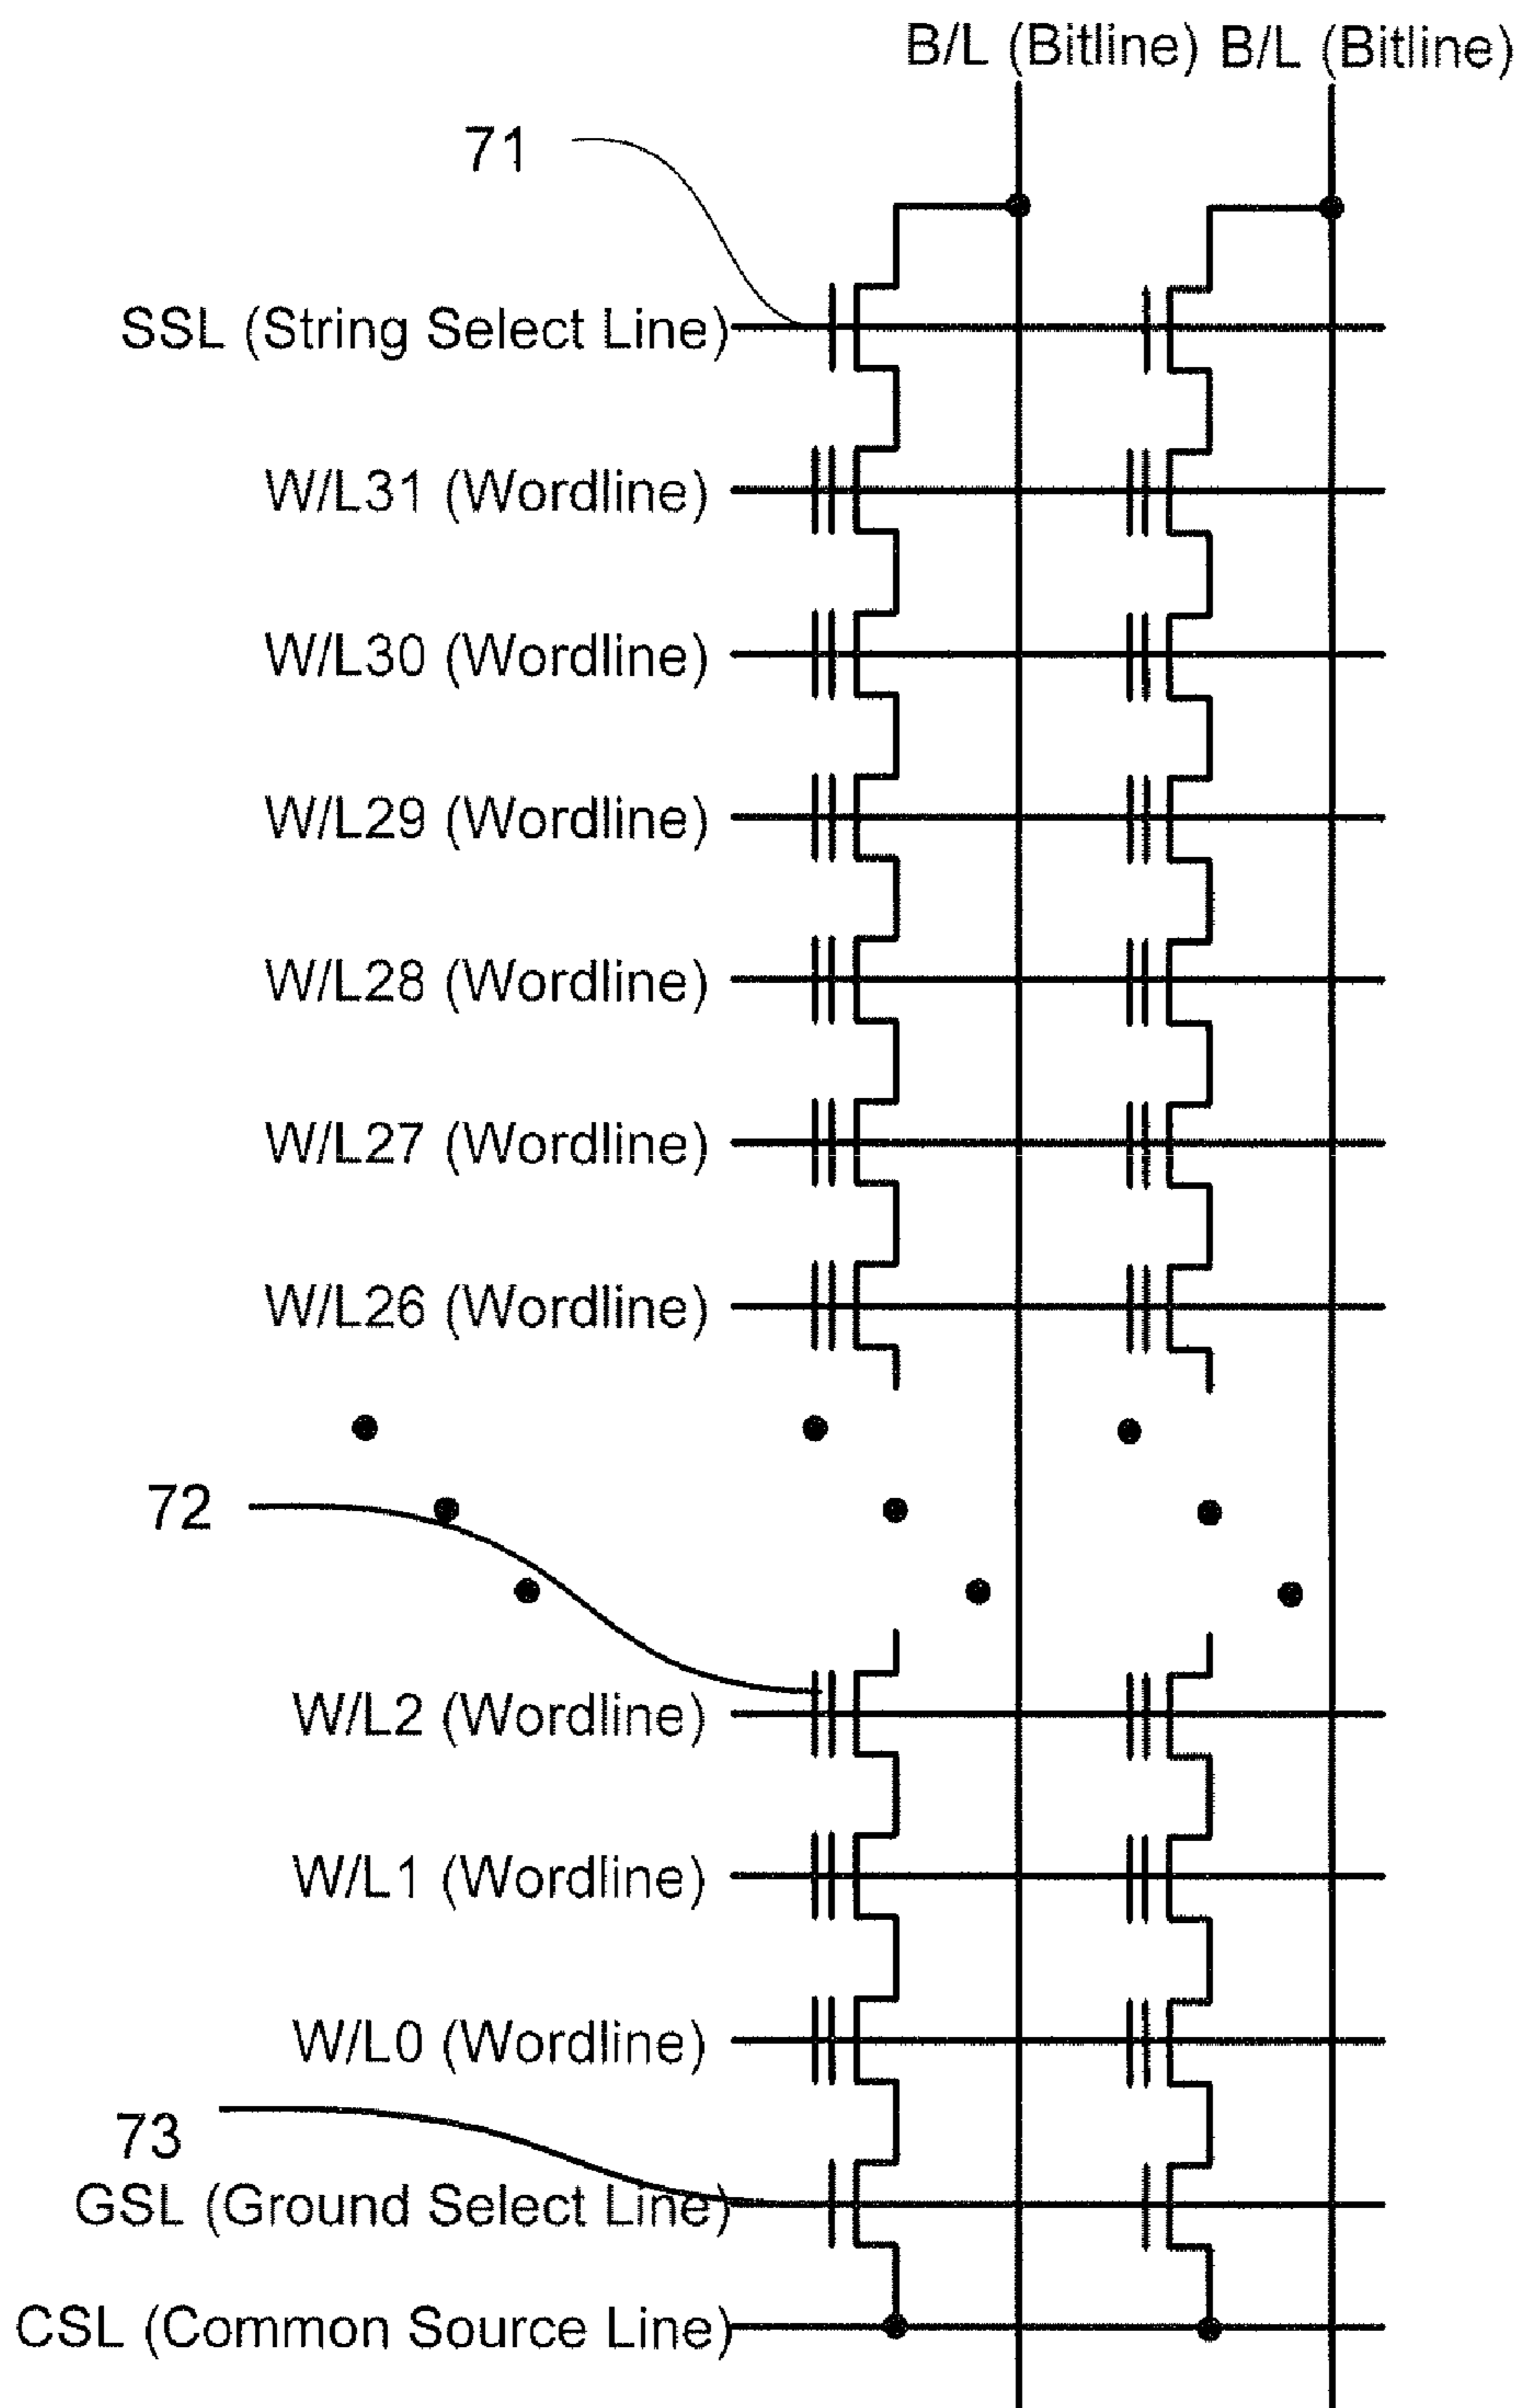 B/L (Bitline) B/L (Bitline)
71
SSL (String Select Line)
W/L31 (Wordline)
W/L30 (Wordline)
W/L29 (Wordline)
W/L28 (Wordline)
W/L27 (Wordline)
W/L26 (Wordline)
72
W/L2 (Wordline)
W/L1 (Wordline)
W/L0 (Wordline)
73
GSL (Ground Select Line)
CSL (Common Source Line)